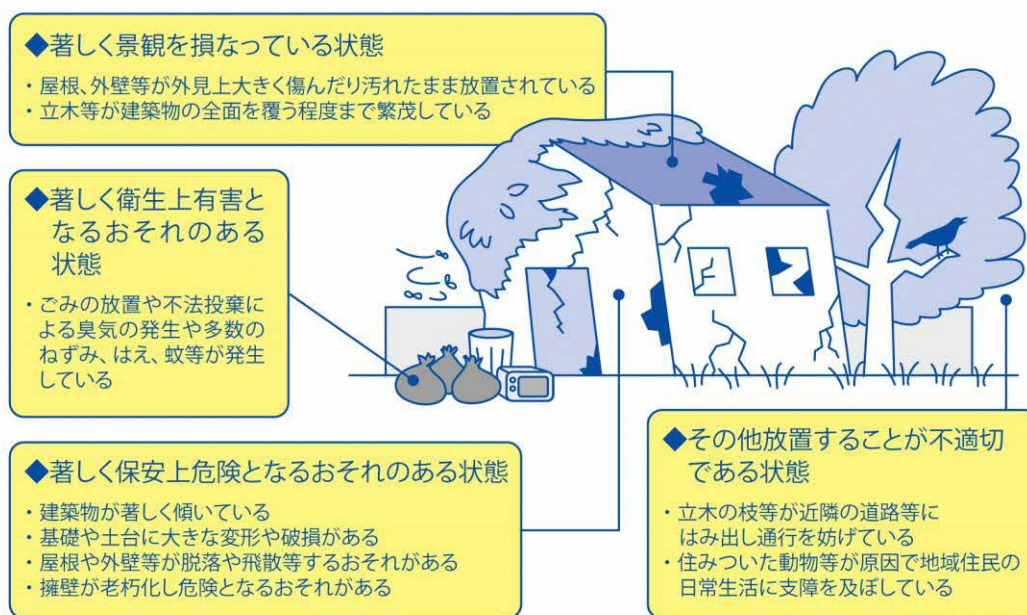 ◆著しく景観を損なっている状態
・屋根、外壁等が外見上大きく傷んだり汚れたまま放置されている
・立木等が建築物の全面を覆う程度まで繁茂している
◆著しく衛生上有害と
なるおそれのある
状態
・ごみの放置や不法投棄に
よる臭気の発生や多数の
ねずみ、はえ、蚊等が発生
している
◆著しく保安上危険となるおそれのある状態
・建築物が著しく傾いている
・基礎や土台に大きな変形や破損がある
・屋根や外壁等が脱落や飛散等するおそれがある
・擁壁が老朽化し危険となるおそれがある
◆その他放置することが不適切
である状態
・立木の枝等が近隣の道路等に
はみ出し通行を妨げている
・住みついた動物等が原因で地域住民の
日常生活に支障を及ぼしている